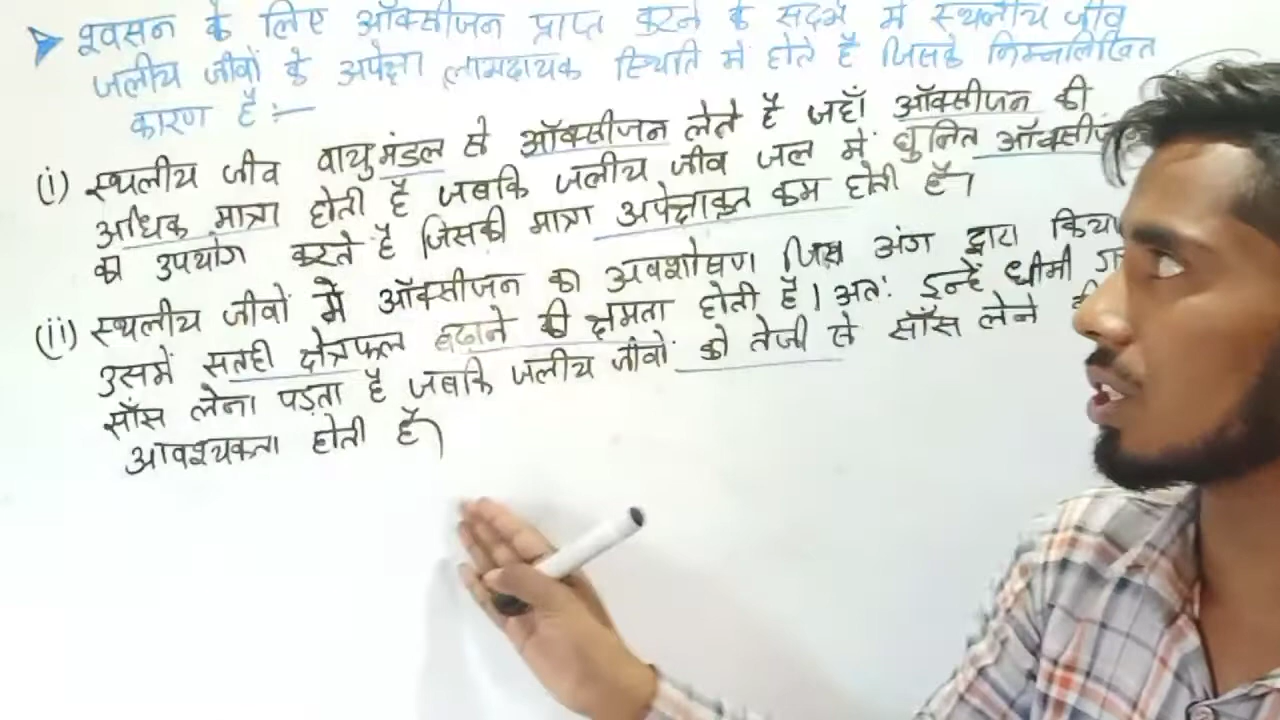 श्वसन के लिए ऑक्सीजन प्राप्त करने के संदर्भ में स्थलीय जीव
जलीय जीवों के अपेक्षा लाभदायक स्थिति में होते है जिसके निम्नलिखित
कारण है :—
(i) स्थलीय जीव वायुमंडल से ऑक्सीजन लेते है जहाँ ऑक्सीजन की
अधिक मात्रा होती है जबकि जलीय जीव जल में घुलित
का उपयोग करते है जिसकी मात्रा अपेक्षाकृत कम होती है।
(ii) स्थलीय जीवों में ऑक्सीजन का अवशोषण जिस अंग द्वारा
उसमें सतही क्षेत्रफल बढ़ाने की क्षमता होती है। अतः इन्हें धीमी
साँस लेना पड़ता है जबकि जलीय जीवों को तेजी से साँस लेने की
आवश्यकता होती है।